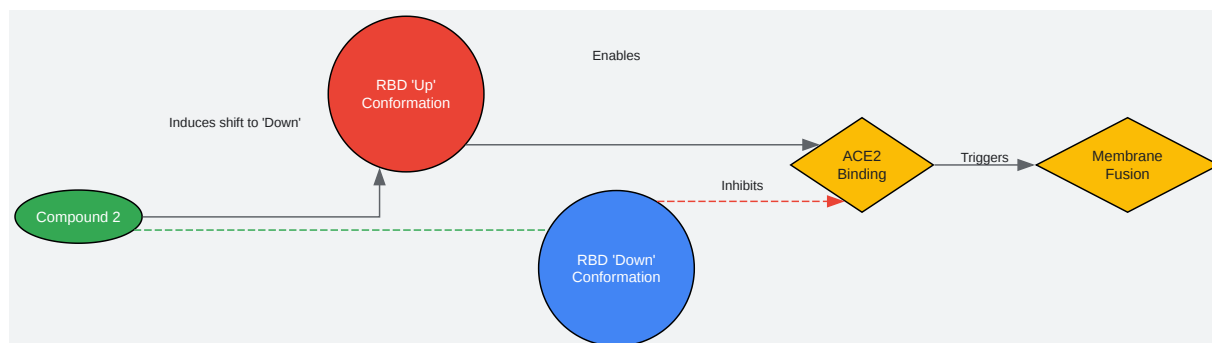 RBD 'Up'
Conformation
Enables
Induces shift to 'Down'
ACE2
Binding
Triggers
Membrane
Fusion
Inhibits
Compound 2
RBD 'Down'
Conformation